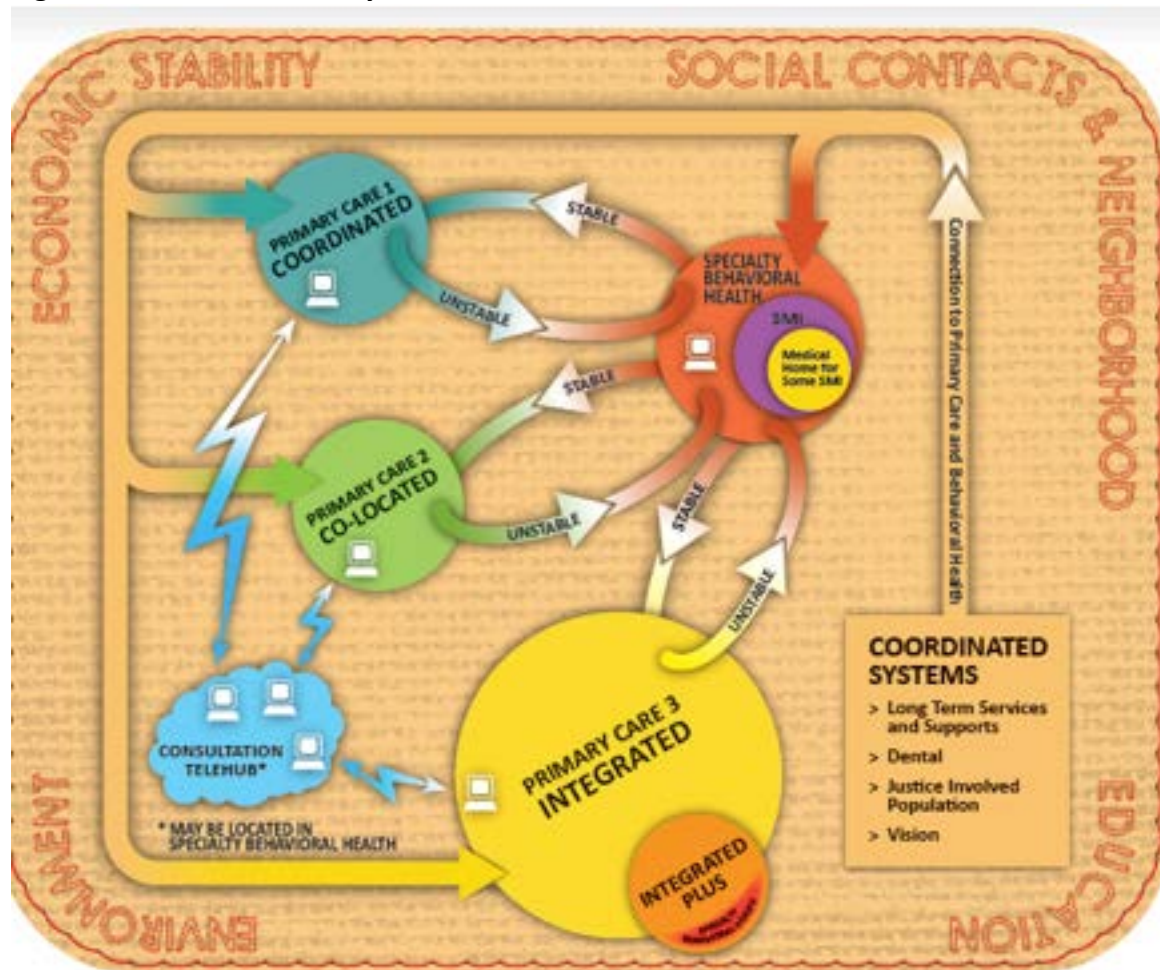 ECONOMIC STABILITY
SOCIAL CONTACTS & NEIGHBORHOOD
PRIMARY CARE 1
COORDINATED
STABLE
UNSTABLE
SPECIALTY
BEHAVIORAL
HEALTH
SMI
Medical
Home for
Some SMI
Connection to Primary Care and Behavioral Health
STABLE
PRIMARY CARE 2
CO-LOCATED
UNSTABLE
STABLE
UNSTABLE
CONSULTATION
TELEHUB*
PRIMARY CARE 3
INTEGRATED
COORDINATED
SYSTEMS
> Long Term Services
and Supports
> Dental
> Justice Involved
Population
> Vision
* MAY BE LOCATED IN
SPECIALTY BEHAVIORAL HEALTH
INTEGRATED
PLUS
ENVIRONMENT
EDUCATION